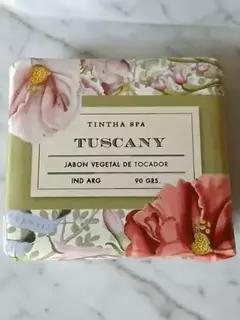 TINTHA SPA
TUSCANY
JABON VEGETAL DE TOCADOR
IND ARG 90 GRS.